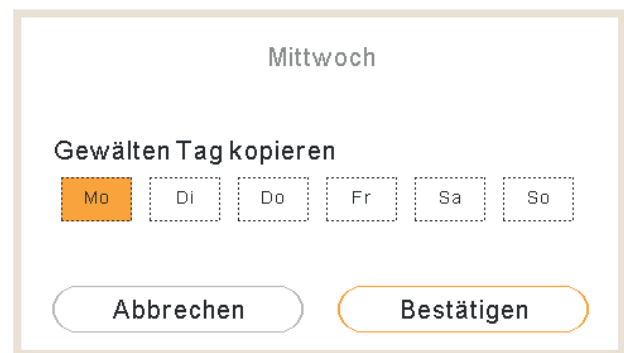 Mittwoch
Gewälten Tag kopieren
Mo Di Do Fr Sa So
Abbrechen Bestätigen